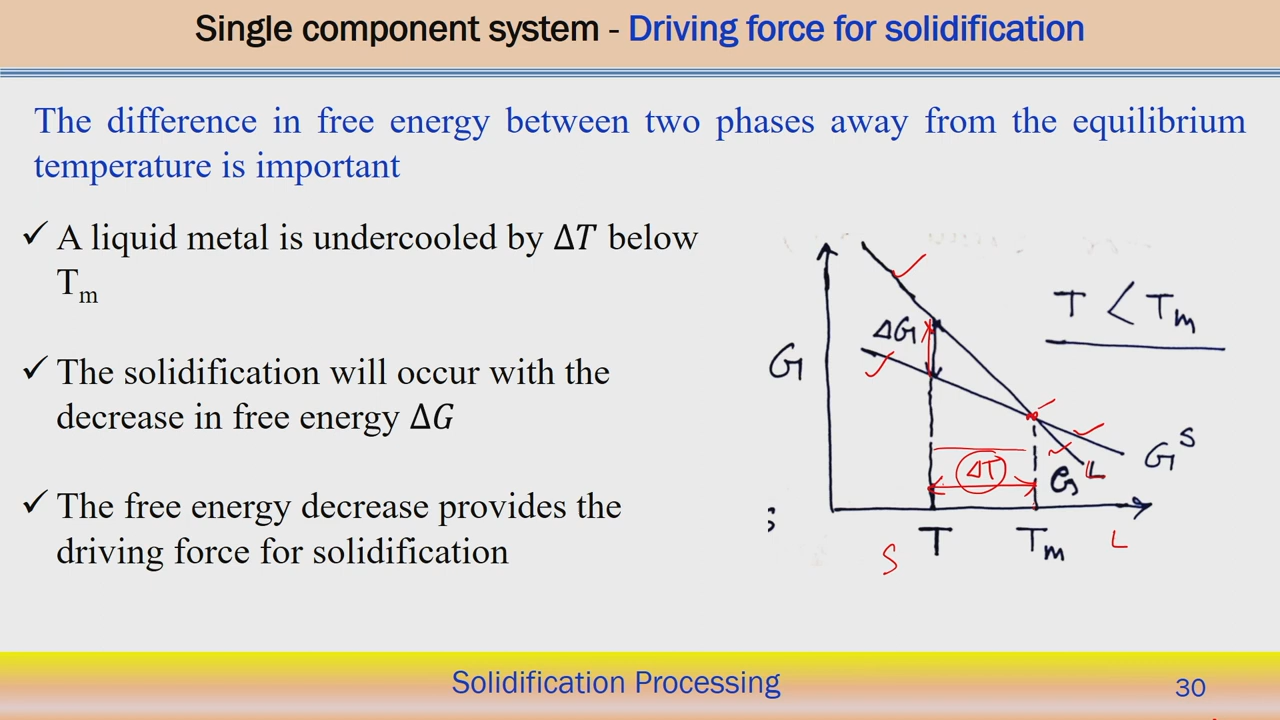 Single component system - Driving force for solidification
The difference in free energy between two phases away from the equilibrium
temperature is important
✓ A liquid metal is undercooled by ΔT below
Tm
✓ The solidification will occur with the
decrease in free energy ΔG
✓ The free energy decrease provides the
driving force for solidification
T < Tm
ΔG
G
G^S
ΔT
G^L
S
T
Tm
L
S
Solidification Processing
30